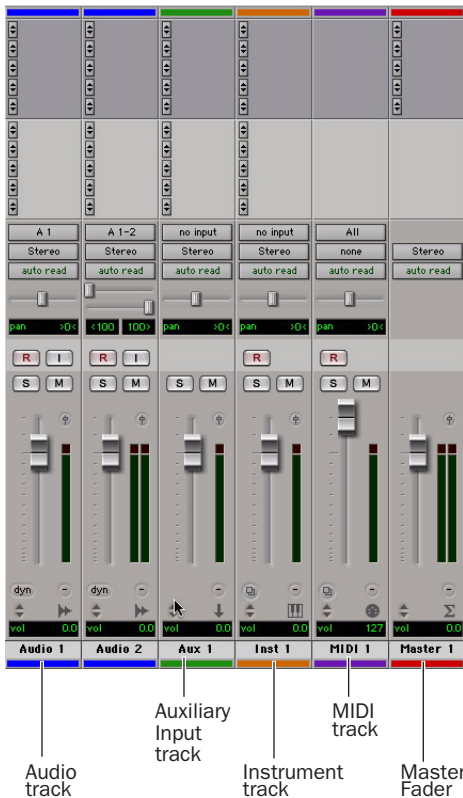 A 1 A 1-2 no input no input All
Stereo Stereo Stereo Stereo none Stereo
auto read auto read auto read auto read auto read auto read
pan >0< <100 100> pan >0< pan >0< pan >0<
R I R I R R
S M S M S M S M S M
dyn dyn
vol 0.0 vol 0.0 vol 0.0 vol 0.0 vol 127 vol 0.0
Audio 1 Audio 2 Aux 1 Inst 1 MIDI 1 Master 1
Auxiliary
Input
track
MIDI
track
Audio
track
Instrument
track
Master
Fader